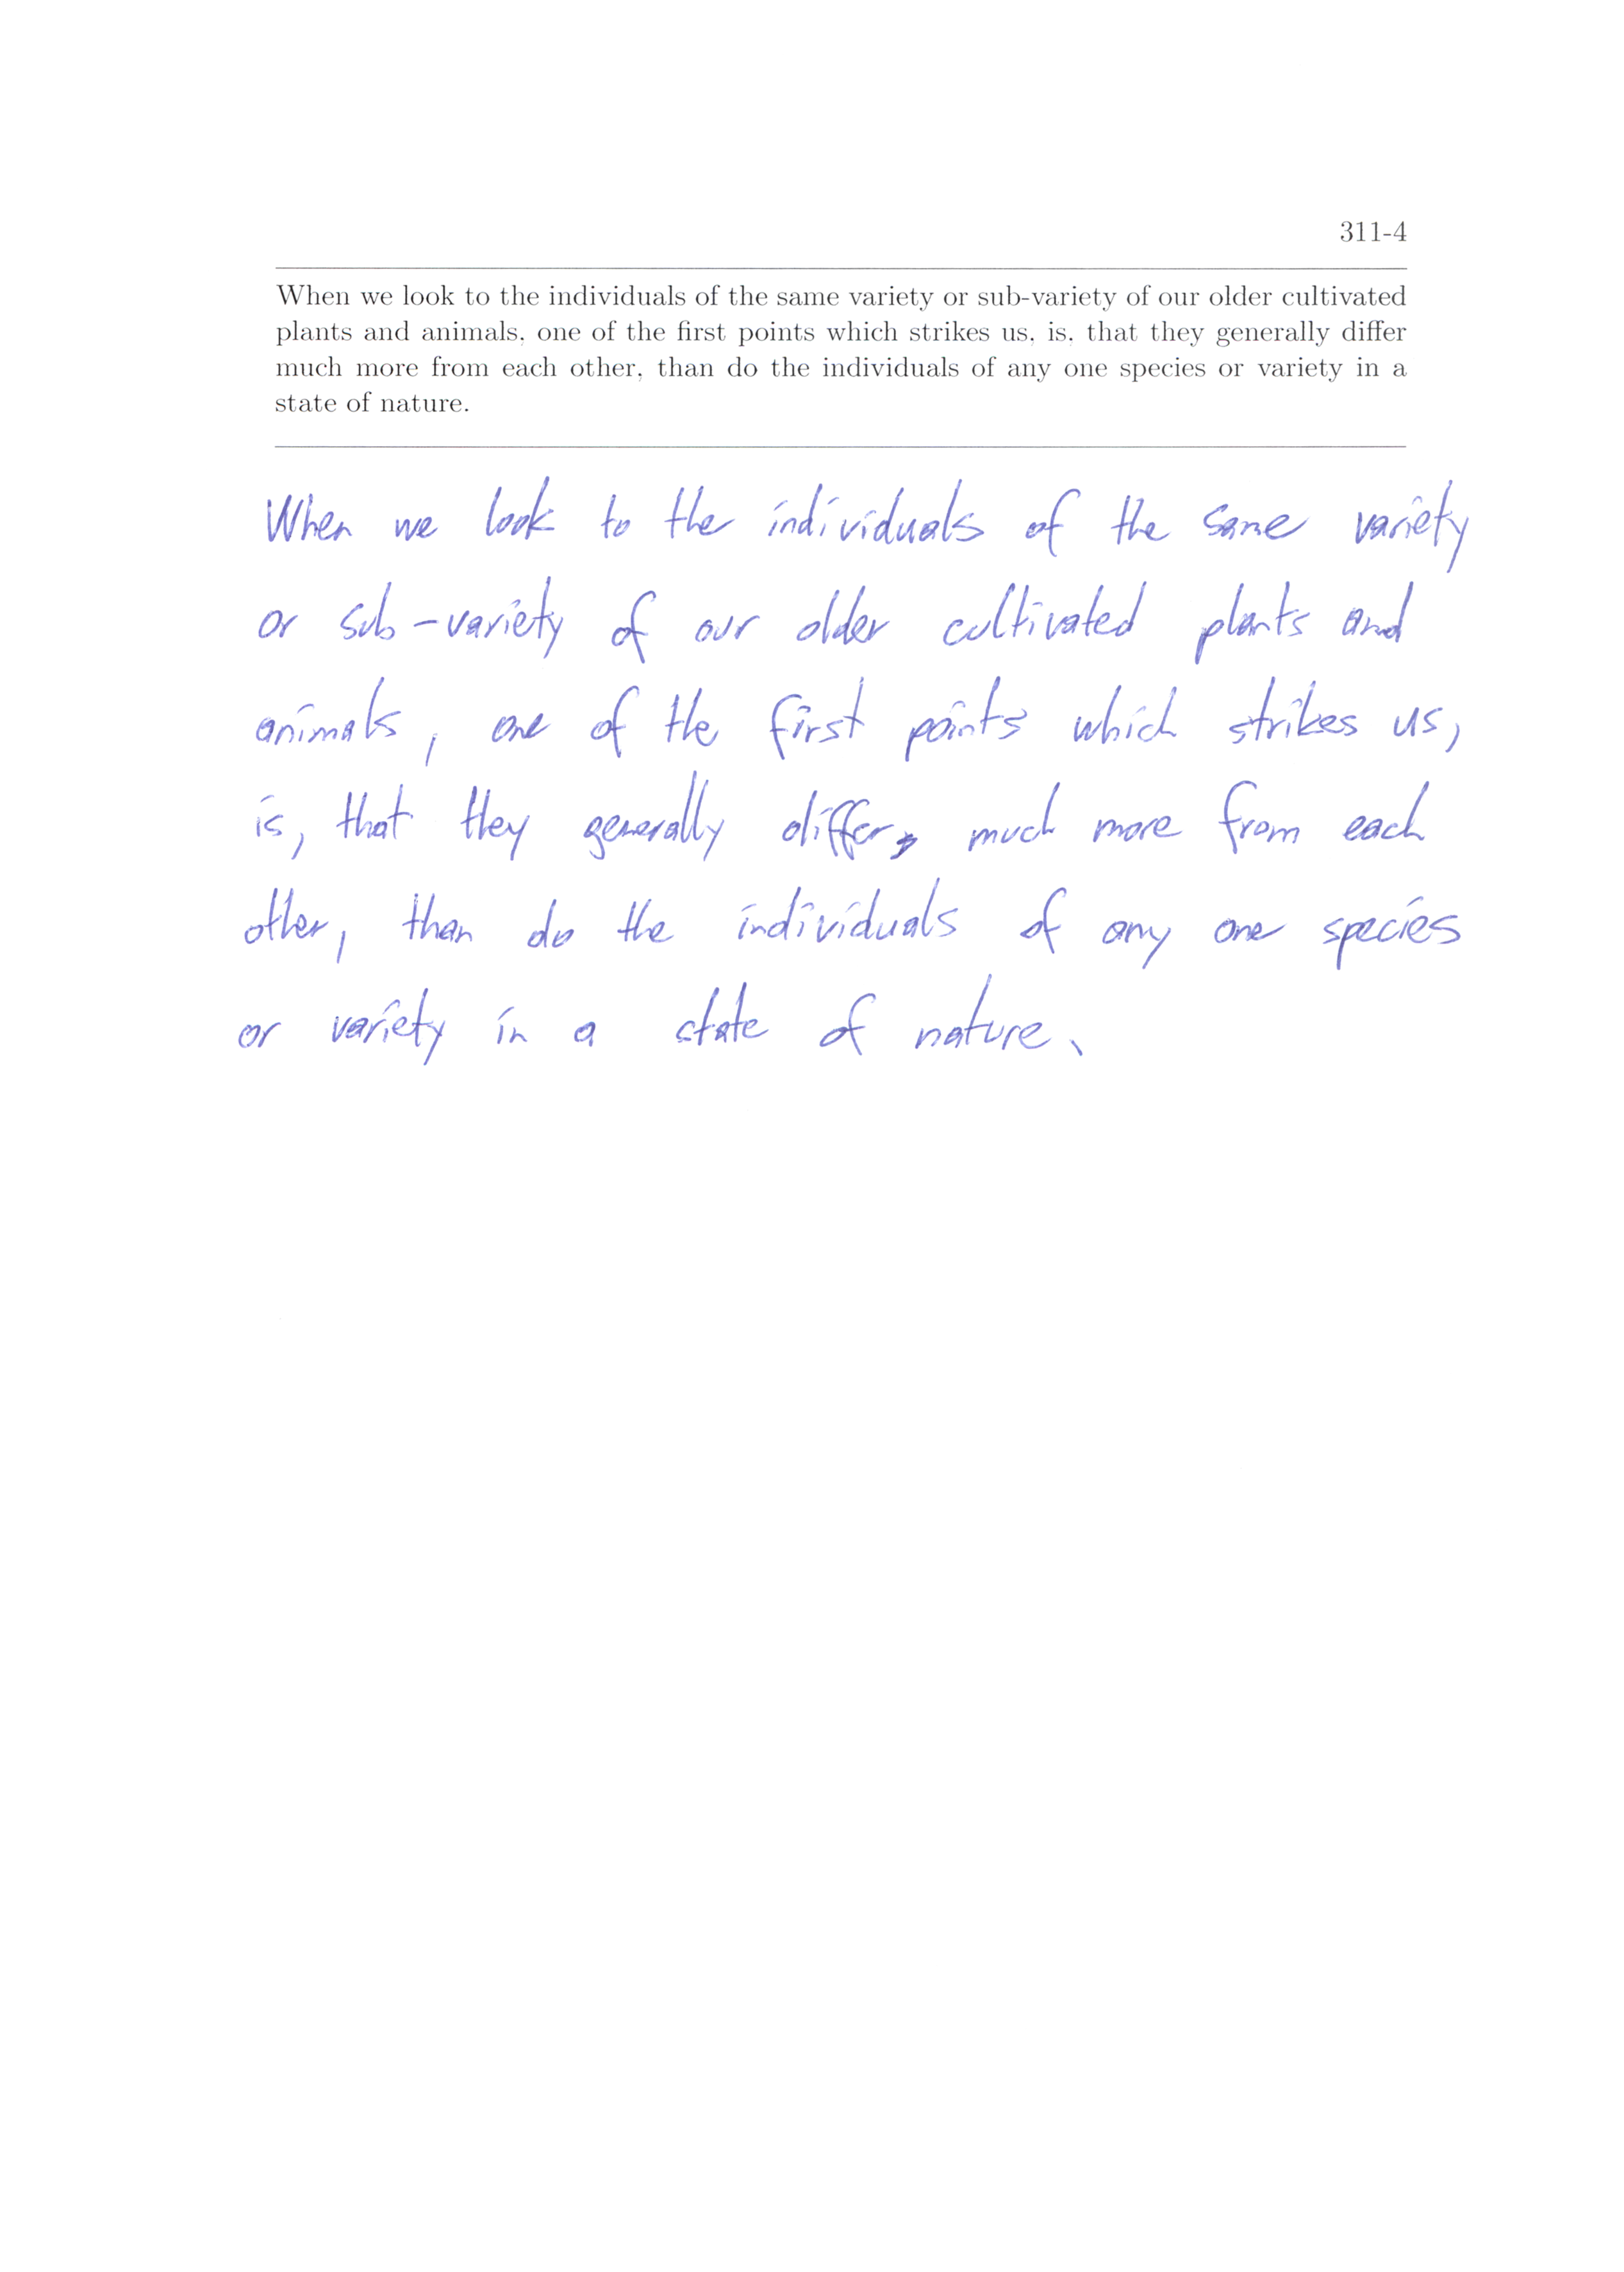 311-4
When we look to the individuals of the same variety or sub-variety of our older cultivated
plants and animals, one of the first points which strikes us, is, that they generally differ
much more from each other, than do the individuals of any one species or variety in a
state of nature.
When we look to the individuals of the same variety
or sub-variety of our older cultivated plants and
animals, one of the first points which strikes us,
is, that they generally differ, much more from each
other, than do the individuals of any one species
or variety in a state of nature.